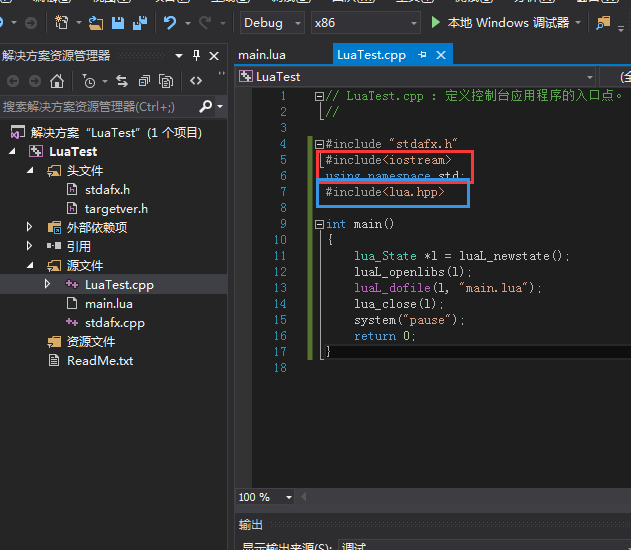 Debug
x86
本地 Windows 调试器
解决方案资源管理器
搜索解决方案资源管理器(Ctrl+;)
解决方案 “LuaTest” (1 个项目)
LuaTest
头文件
stdafx.h
targetver.h
外部依赖项
引用
源文件
LuaTest.cpp
main.lua
stdafx.cpp
资源文件
ReadMe.txt
main.lua
LuaTest.cpp
LuaTest
(全
1 // LuaTest.cpp : 定义控制台应用程序的入口点。
2 //
3
4 #include "stdafx.h"
5 #include<iostream>
6 using namespace std;
7 #include<lua.hpp>
8
9 int main()
10 {
11 lua_State *l = luaL_newstate();
12 luaL_openlibs(l);
13 luaL_dofile(l, "main.lua");
14 lua_close(l);
15 system("pause");
16 return 0;
17 }
18
100 %
输出
显示输出来源(S): 调试